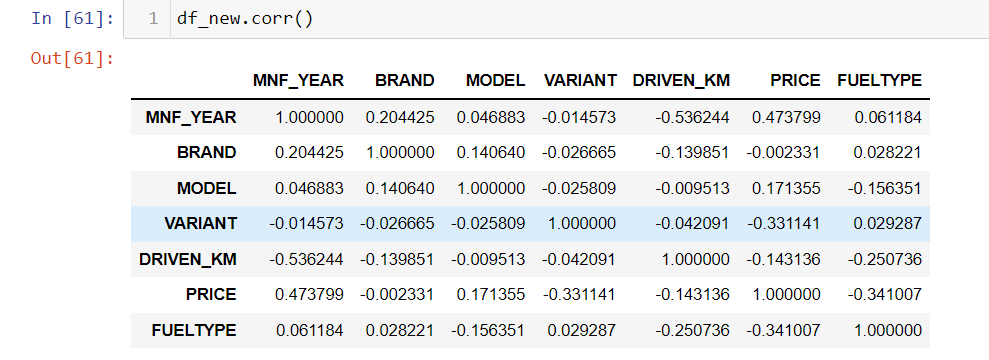 In [61]: 1 df_new.corr()
Out[61]:
MNF_YEAR BRAND MODEL VARIANT DRIVEN_KM PRICE FUELTYPE
MNF_YEAR 1.000000 0.204425 0.046883 -0.014573 -0.536244 0.473799 0.061184
BRAND 0.204425 1.000000 0.140640 -0.026665 -0.139851 -0.002331 0.028221
MODEL 0.046883 0.140640 1.000000 -0.025809 -0.009513 0.171355 -0.156351
VARIANT -0.014573 -0.026665 -0.025809 1.000000 -0.042091 -0.331141 0.029287
DRIVEN_KM -0.536244 -0.139851 -0.009513 -0.042091 1.000000 -0.143136 -0.250736
PRICE 0.473799 -0.002331 0.171355 -0.331141 -0.143136 1.000000 -0.341007
FUELTYPE 0.061184 0.028221 -0.156351 0.029287 -0.250736 -0.341007 1.000000